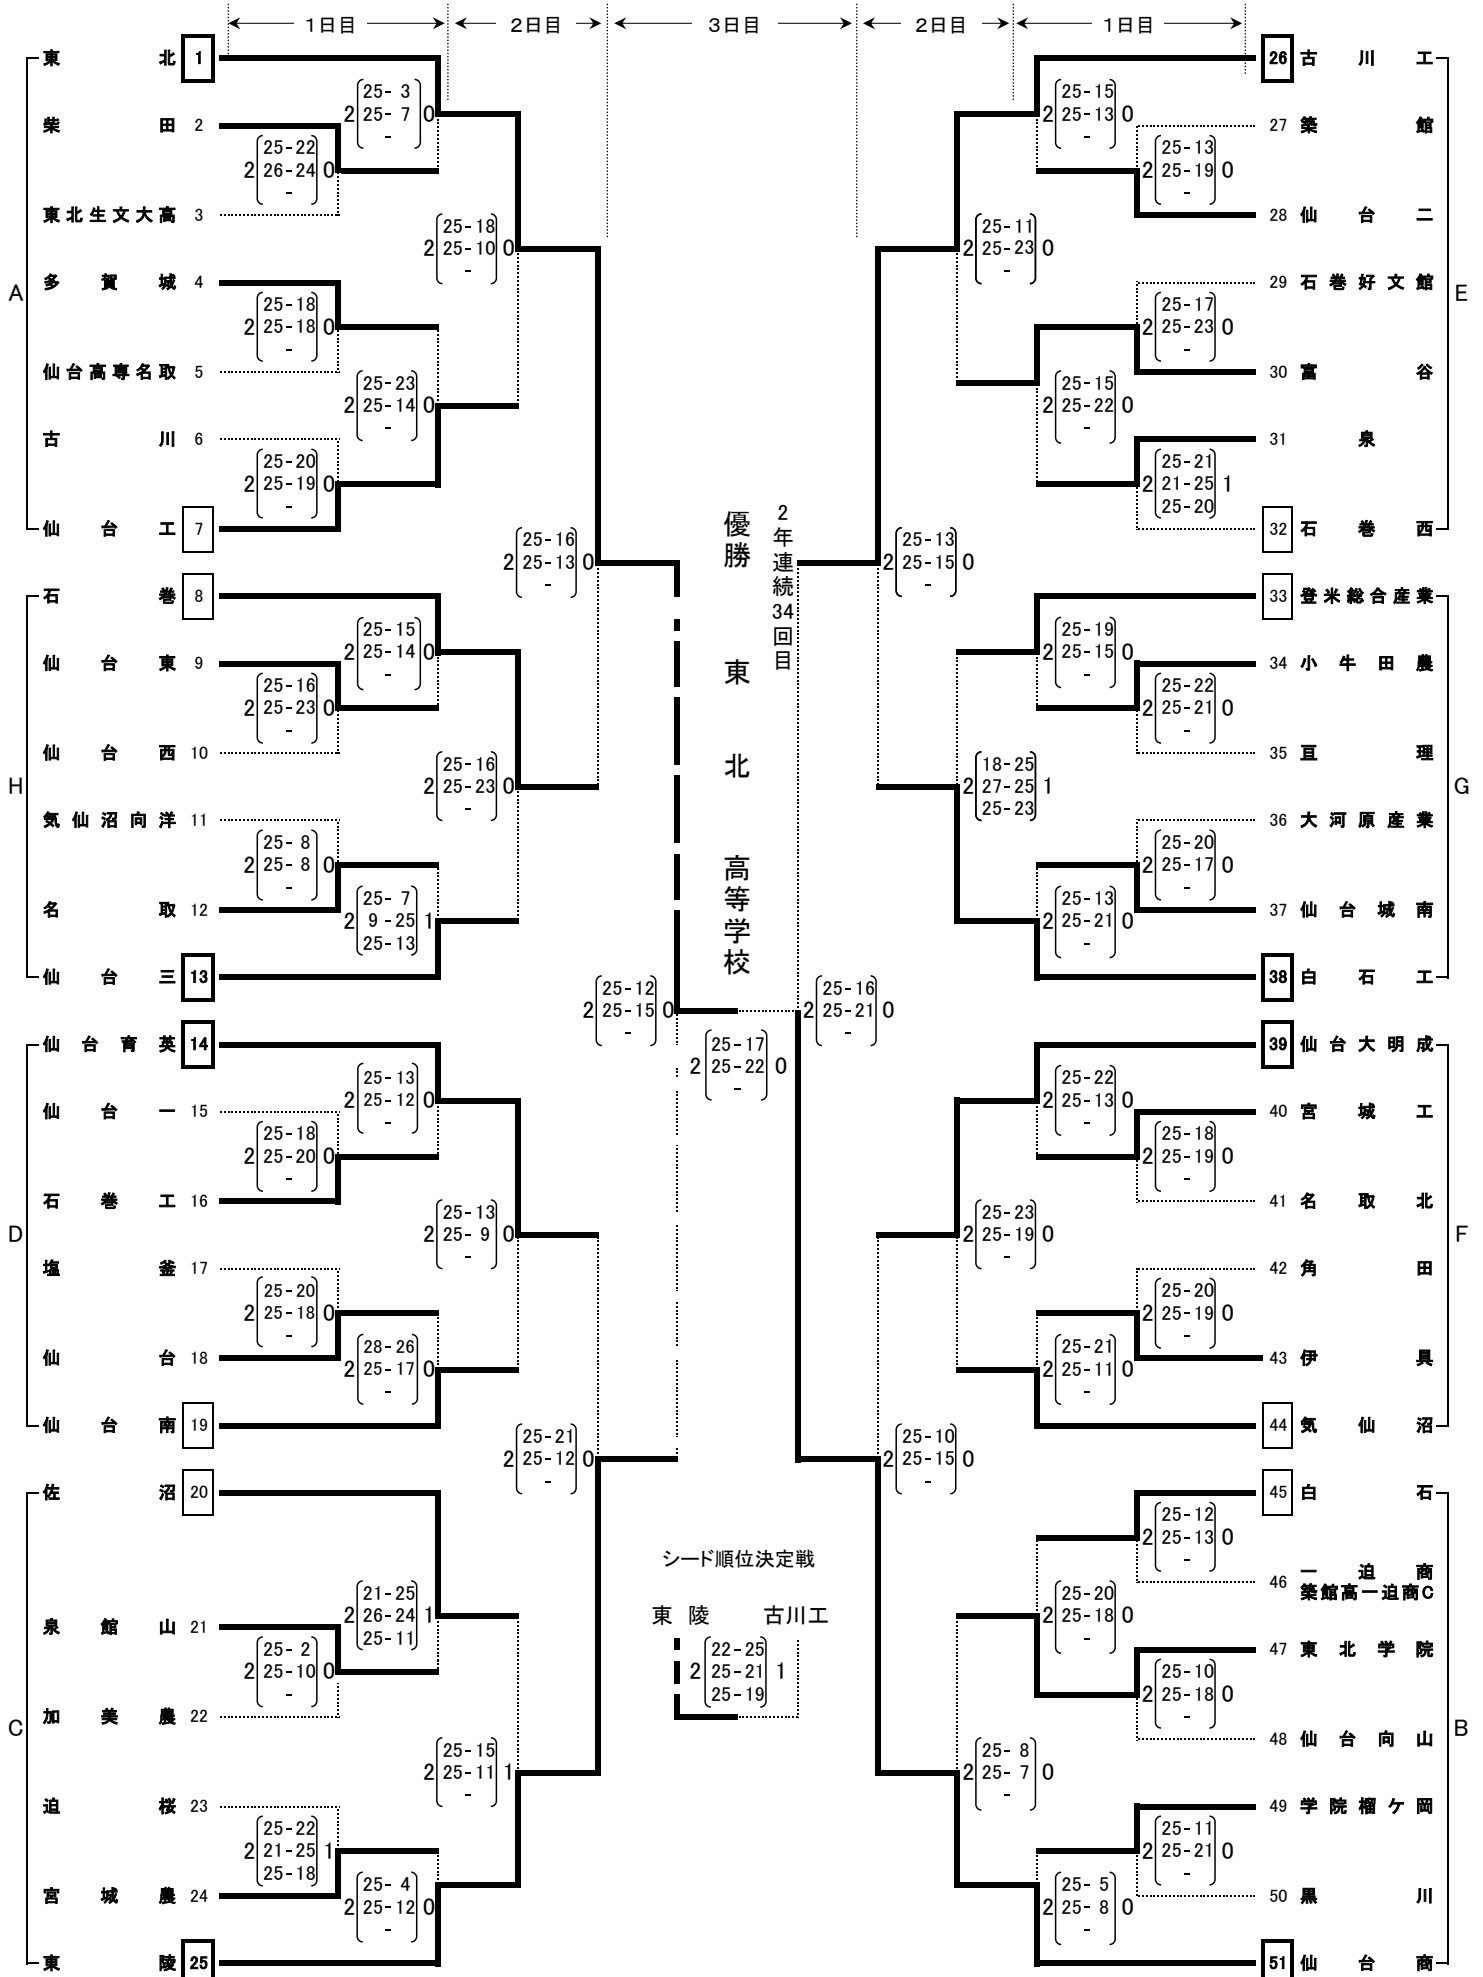 1日目 2日目 3日目 2日目 1日目
A
東北 1
柴田 2
東北生文大高 3
多賀城 4
仙台高専名取 5
古川 6
仙台工 7
2 25-3 0
25-7
-
2 25-22 0
26-24
-
2 25-18 0
25-10
-
2 25-18 0
25-18
-
2 25-23 0
25-14
-
2 25-20 0
25-19
-
2 25-16 0
25-13
-
H
石巻 8
仙台東 9
仙台西 10
気仙沼向洋 11
名取 12
仙台三 13
2 25-15 0
25-14
-
2 25-16 0
25-23
-
2 25-16 0
25-23
-
2 25-8 0
25-8
-
2 25-7 1
9-25
25-13
2 25-12 0
25-15
-
D
仙台育英 14
仙台一 15
石巻工 16
塩釜 17
仙台 18
仙台南 19
2 25-13 0
25-12
-
2 25-18 0
25-20
-
2 25-13 0
25-9
-
2 25-20 0
25-18
-
2 28-26 0
25-17
-
2 25-21 0
25-12
-
C
佐沼 20
泉館山 21
加美農 22
迫桜 23
宮城農 24
東陵 25
2 21-25 1
26-24
25-11
2 25-2 0
25-10
-
2 25-15 1
25-11
-
2 25-22 1
21-25
25-18
2 25-4 0
25-12
-
優勝 東北高等学校
2年連続34回目
2 25-17 0
25-22
-
シード順位決定戦
東陵 古川工
2 22-25 1
25-21
25-19
E
26 古川工
27 築館
28 仙台二
29 石巻好文館
30 富谷
31 泉
32 石巻西
2 25-15 0
25-13
-
2 25-13 0
25-19
-
2 25-11 0
25-23
-
2 25-17 0
25-23
-
2 25-15 0
25-22
-
2 25-21 1
21-25
25-20
2 25-13 0
25-15
-
G
33 登米総合産業
34 小牛田農
35 亘理
36 大河原産業
37 仙台城南
38 白石工
2 25-19 0
25-15
-
2 25-22 0
25-21
-
2 18-25 1
27-25
25-23
2 25-20 0
25-17
-
2 25-13 0
25-21
-
2 25-16 0
25-21
-
F
39 仙台大明成
40 宮城工
41 名取北
42 角田
43 伊具
44 気仙沼
2 25-22 0
25-13
-
2 25-18 0
25-19
-
2 25-23 0
25-19
-
2 25-20 0
25-19
-
2 25-21 0
25-11
-
2 25-10 0
25-15
-
B
45 白石
46 一迫商
築館高一迫商C
47 東北学院
48 仙台向山
49 学院榴ケ岡
50 黒川
51 仙台商
2 25-12 0
25-13
-
2 25-20 0
25-18
-
2 25-10 0
25-18
-
2 25-8 0
25-7
-
2 25-11 0
25-21
-
2 25-5 0
25-8
-